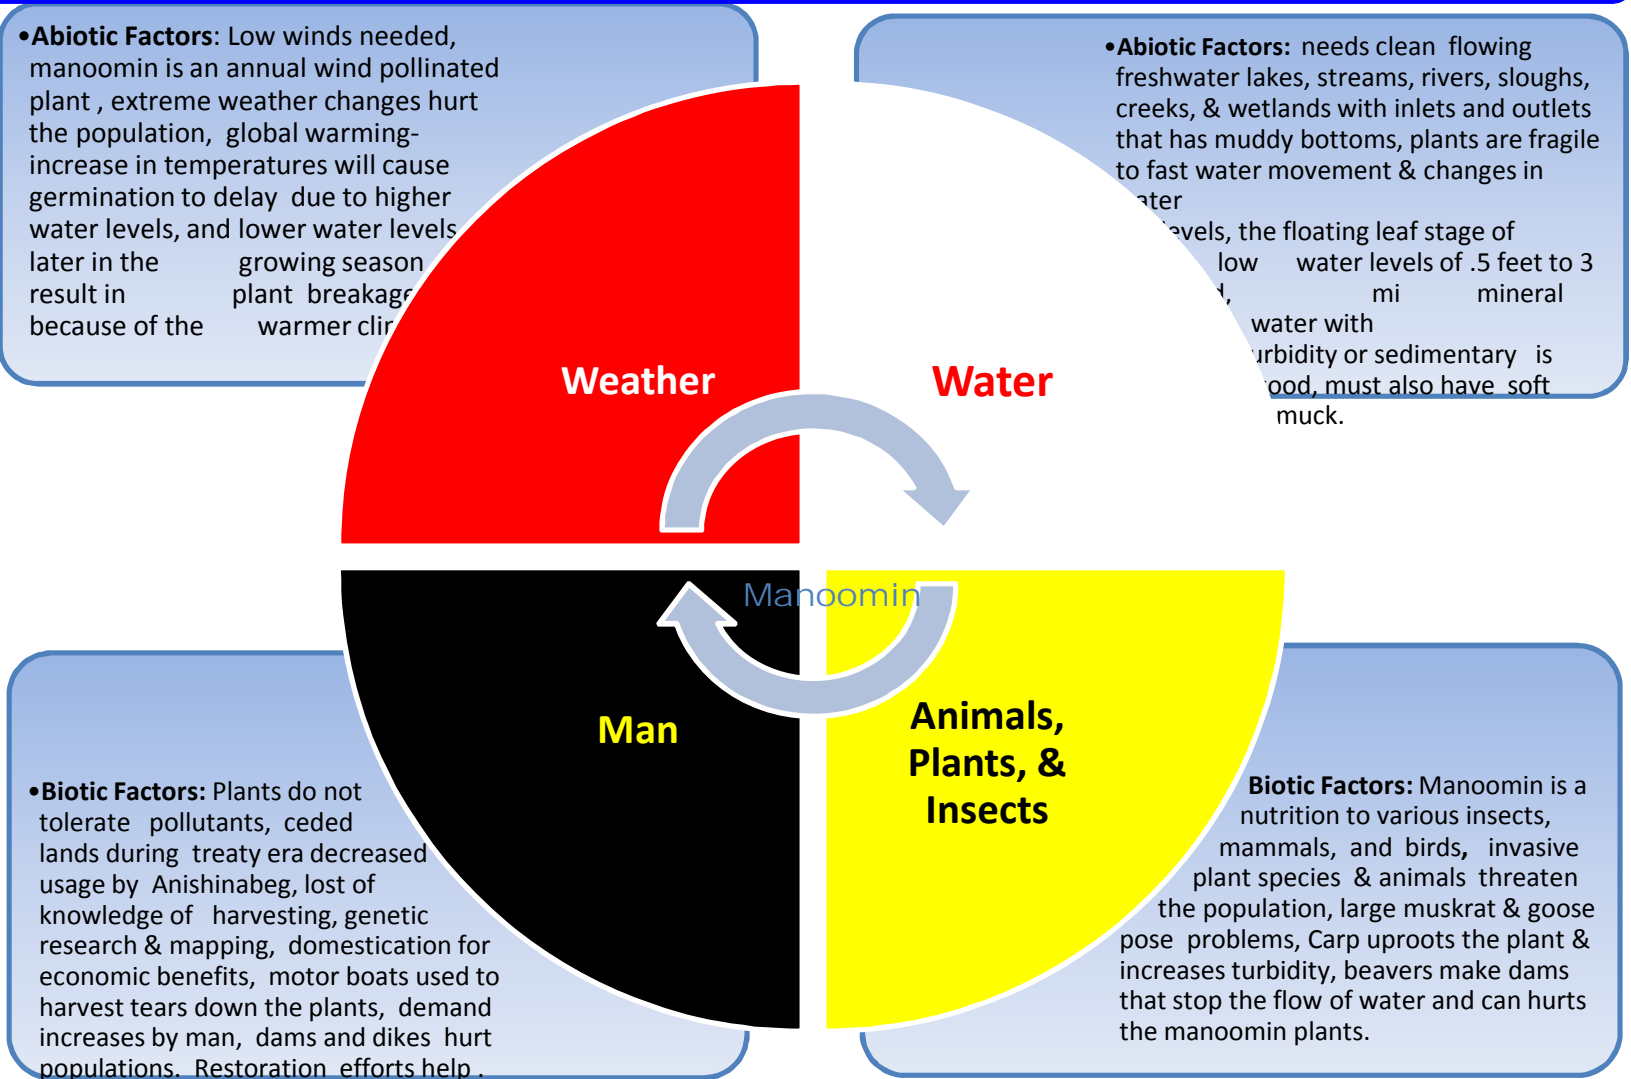 •Abiotic Factors: Low winds needed,
manoomin is an annual wind pollinated
plant , extreme weather changes hurt
the population, global warming-
increase in temperatures will cause
germination to delay due to higher
water levels, and lower water levels
later in the growing season
result in plant breakage
because of the warmer
•Abiotic Factors: needs clean flowing
freshwater lakes, streams, rivers, sloughs,
creeks, & wetlands with inlets and outlets
that has muddy bottoms, plants are fragile
to fast water movement & changes in
ater
evels, the floating leaf stage of
low water levels of .5 feet to 3
mi mineral
water with
urbidity or sedimentary is
ood, must also have soft
muck.
Weather
Water
Manoomin
Man
Animals,
Plants, &
Insects
•Biotic Factors: Plants do not
tolerate pollutants, ceded
lands during treaty era decreased
usage by Anishinabeg, lost of
knowledge of harvesting, genetic
research & mapping, domestication for
economic benefits, motor boats used to
harvest tears down the plants, demand
increases by man, dams and dikes hurt
populations. Restoration efforts help .
Biotic Factors: Manoomin is a
nutrition to various insects,
mammals, and birds, invasive
plant species & animals threaten
the population, large muskrat & goose
pose problems, Carp uproots the plant &
increases turbidity, beavers make dams
that stop the flow of water and can hurts
the manoomin plants.